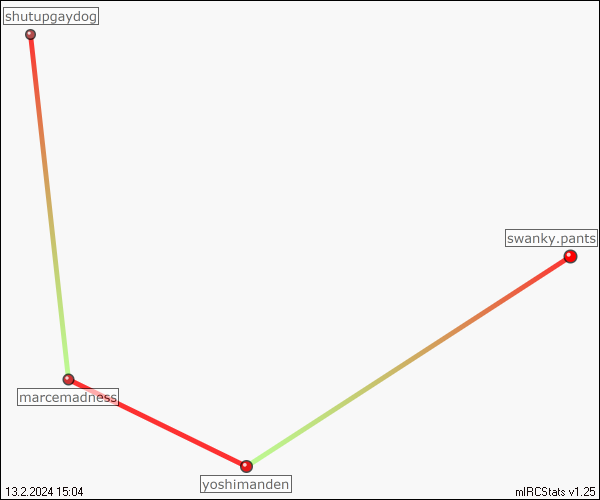 shutupgaydog
swanky.pants
marcemadness
yoshimanden
13.2.2024 15:04
mIRCStats v1.25